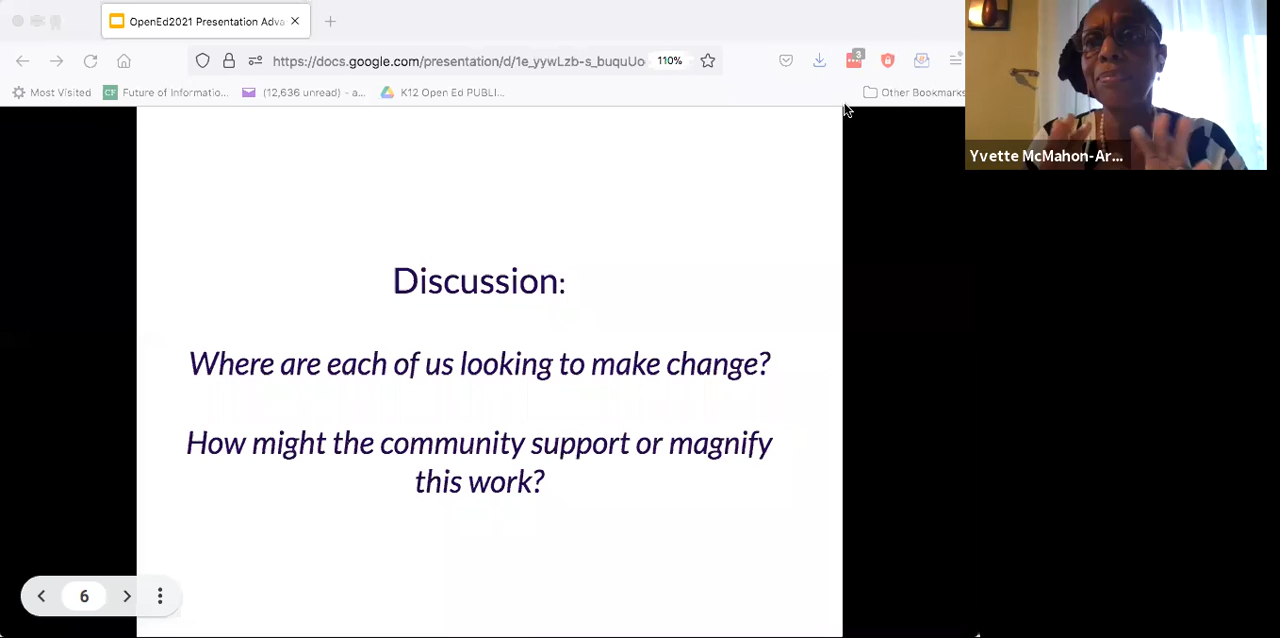 OpenEd2021 Presentation Adva
https://docs.google.com/presentation/d/1e_yywLzb-s_buquUo
110%
3
Most Visited
CF
Future of Informatio...
(12,636 unread) - a...
K12 Open Ed PUBLI...
Other Bookmarks
Yvette McMahon-Ar...
Discussion:
Where are each of us looking to make change?
How might the community support or magnify
this work?
6